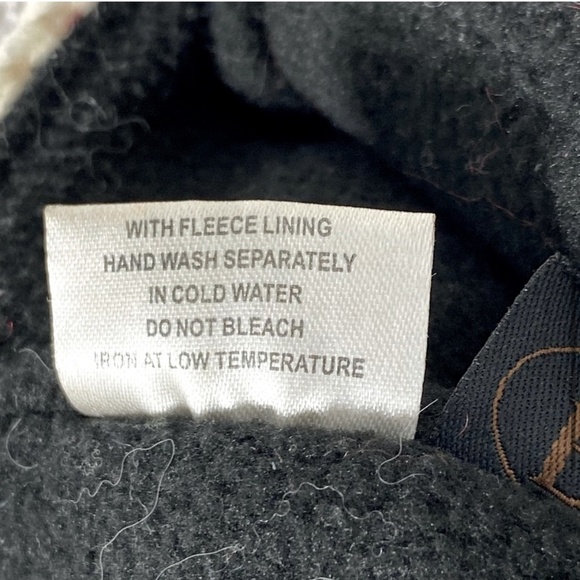 WITH FLEECE LINING
HAND WASH SEPARATELY
IN COLD WATER
DO NOT BLEACH
IRON AT LOW TEMPERATURE